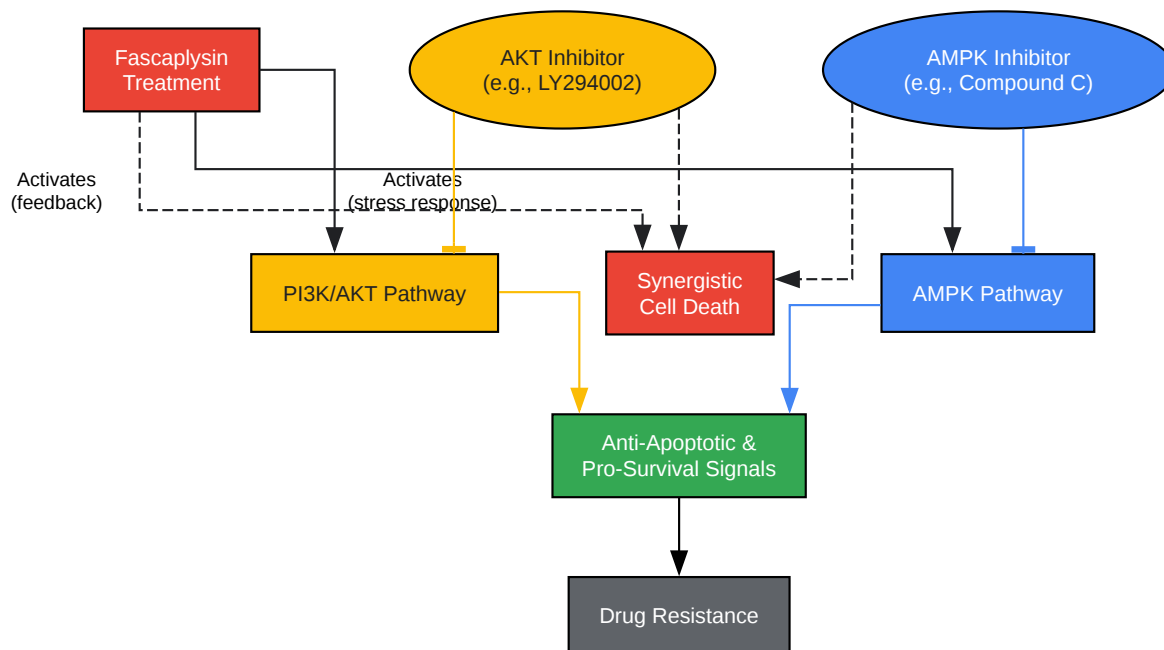 Fascaplysin
Treatment
AKT Inhibitor
(e.g., LY294002)
AMPK Inhibitor
(e.g., Compound C)
Activates
(feedback)
Activates
(stress response)
PI3K/AKT Pathway
Synergistic
Cell Death
AMPK Pathway
Anti-Apoptotic &
Pro-Survival Signals
Drug Resistance